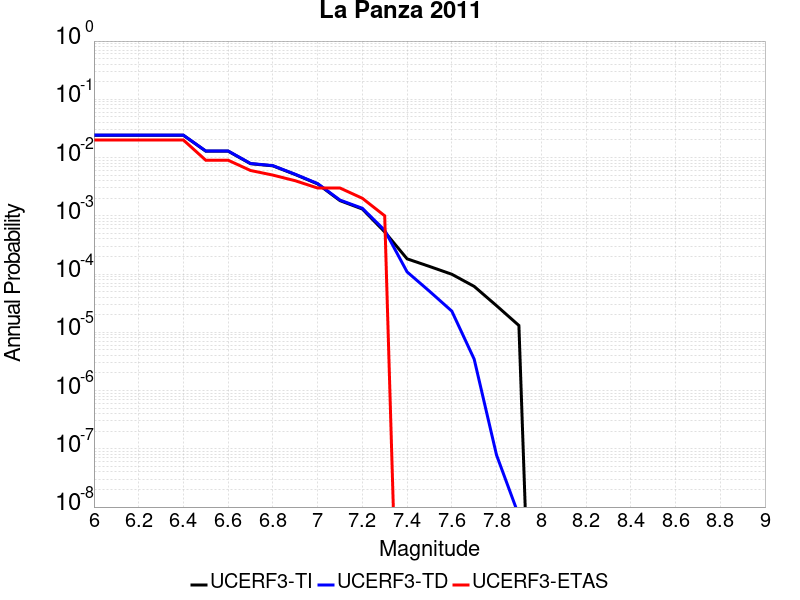 La Panza 2011
10^0
10^-1
10^-2
10^-3
10^-4
10^-5
10^-6
10^-7
10^-8
Annual Probability
6 6.2 6.4 6.6 6.8 7 7.2 7.4 7.6 7.8 8 8.2 8.4 8.6 8.8 9
Magnitude
UCERF3-TI UCERF3-TD UCERF3-ETAS